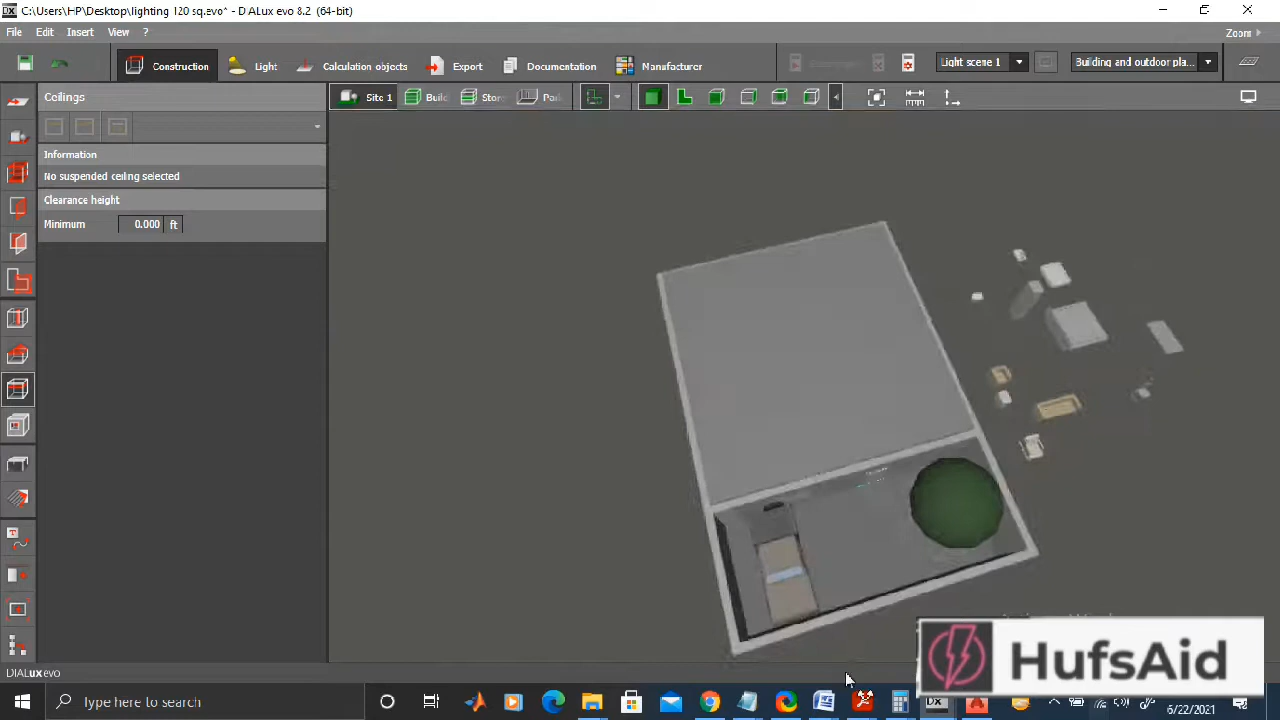 C:\Users\HP\Desktop\lighting 120 sq.evo* - DIALux evo 8.2 (64-bit)
File Edit Insert View ?
Zoom
Construction Light Calculation objects Export Documentation Manufacturer
Light scene 1 Building and outdoor pla...
Ceilings
Site 1
Information
No suspended ceiling selected
Clearance height
Minimum 0.000 ft
HufsAid
DIALux evo
Type here to search
6/22/2021